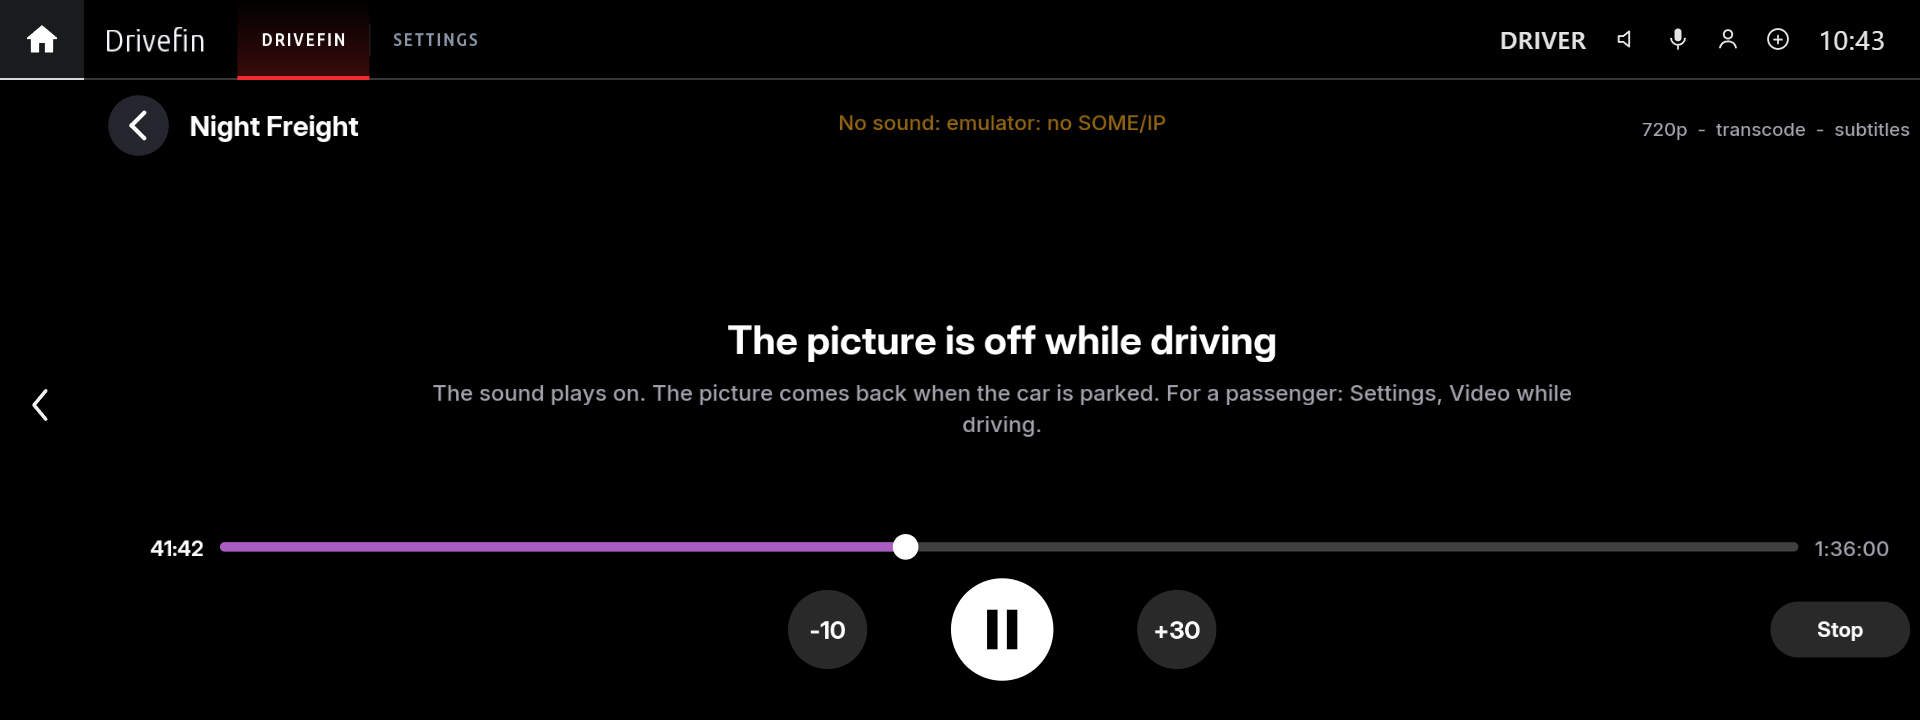 Drivefin
DRIVEFIN
SETTINGS
DRIVER
10:43
Night Freight
No sound: emulator: no SOME/IP
720p - transcode - subtitles
The picture is off while driving
The sound plays on. The picture comes back when the car is parked. For a passenger: Settings, Video while
driving.
41:42
1:36:00
-10
+30
Stop